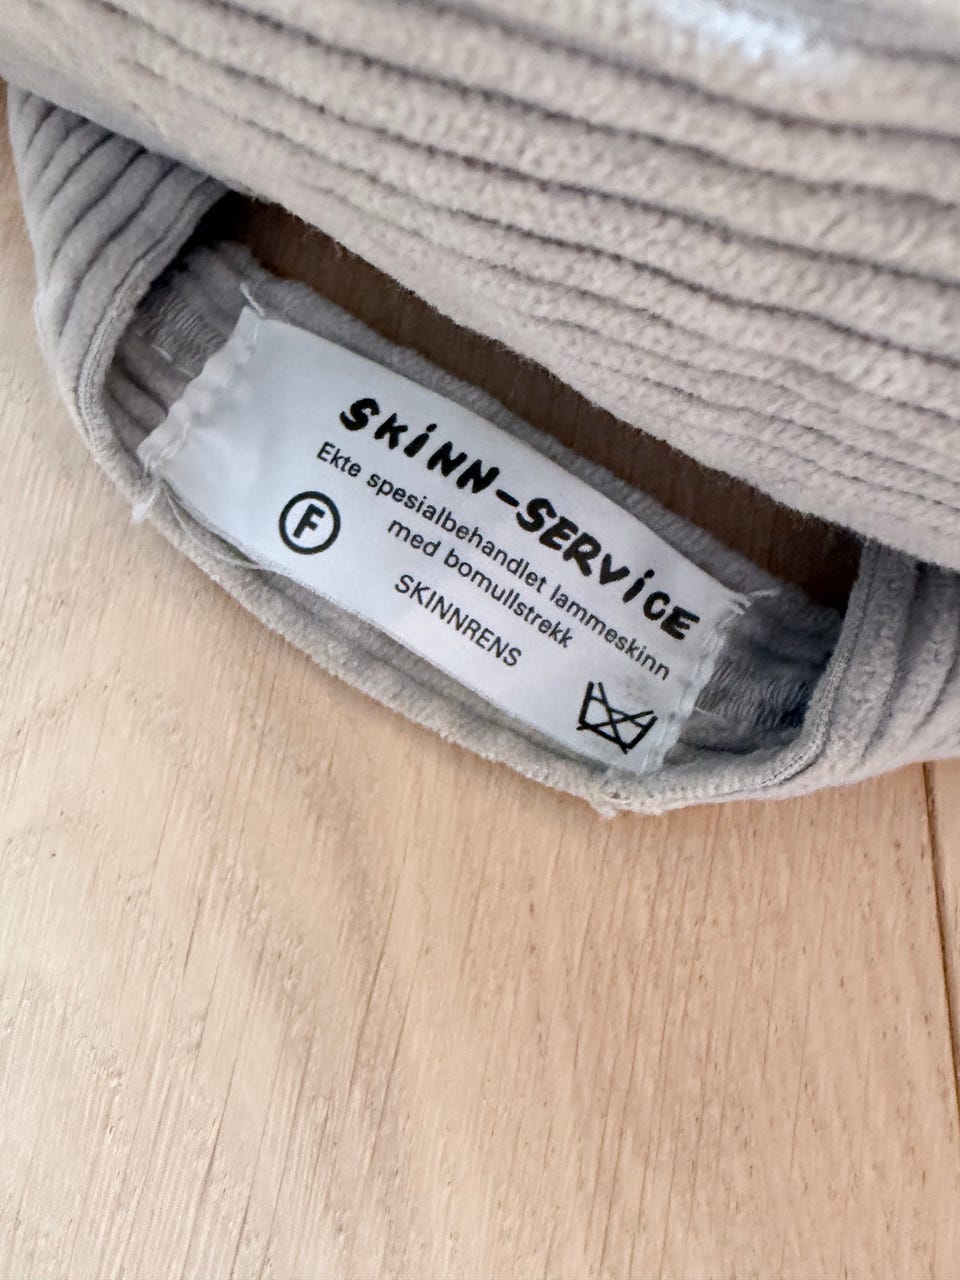 SKiNN-SERViCE
Ekte spesialbehandlet lammeskinn
med bomullstrekk
SKINNRENS
F